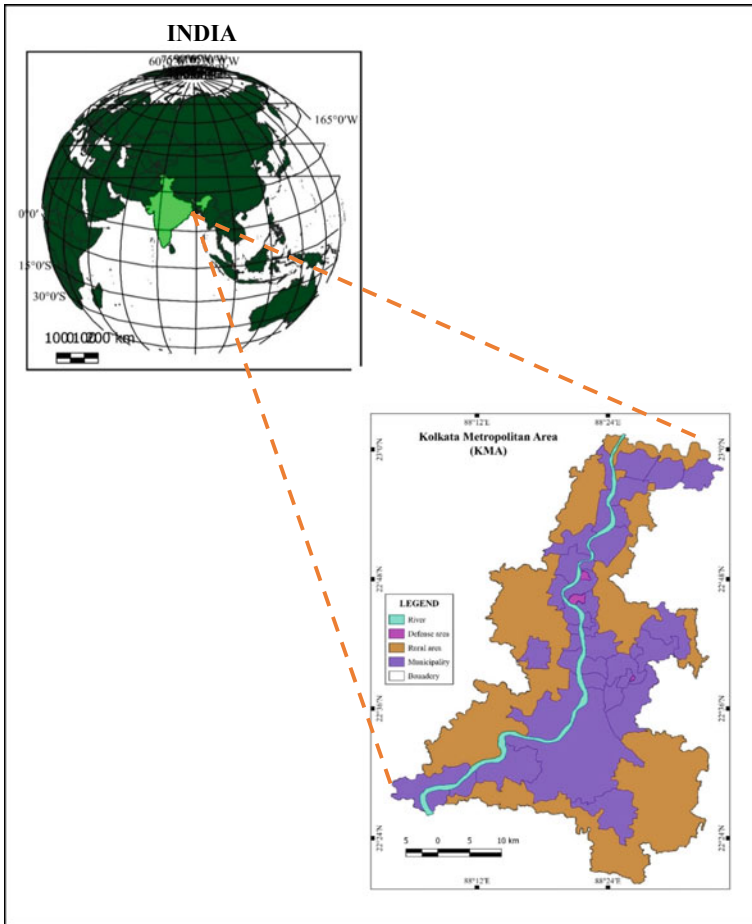 INDIA
165°0'W
0°0'
15°0'S
30°0'S
88°12'E
88°24'E
Kolkata Metropolitan Area
(KMA)
23°0'N
23°0'N
22°48'N
22°48'N
LEGEND
River
Defense area
Rural area
Municipality
Boundery
22°36'N
22°36'N
22°24'N
22°24'N
5 0 5 10 km
88°12'E
88°24'E